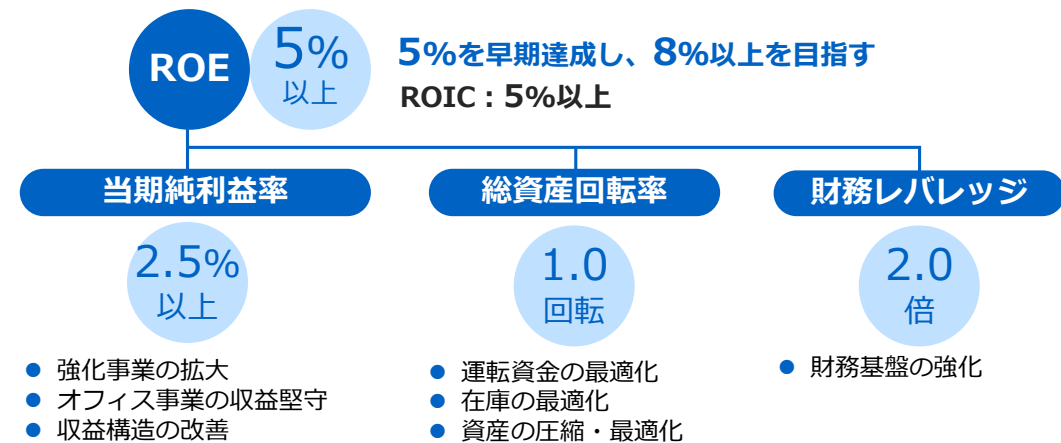 ROE
5%
以上
5%を早期達成し、8%以上を目指す
ROIC：5%以上
当期純利益率
2.5%
以上
● 強化事業の拡大
● オフィス事業の収益堅守
● 収益構造の改善
総資産回転率
1.0
回転
● 運転資金の最適化
● 在庫の最適化
● 資産の圧縮・最適化
財務レバレッジ
2.0
倍
● 財務基盤の強化